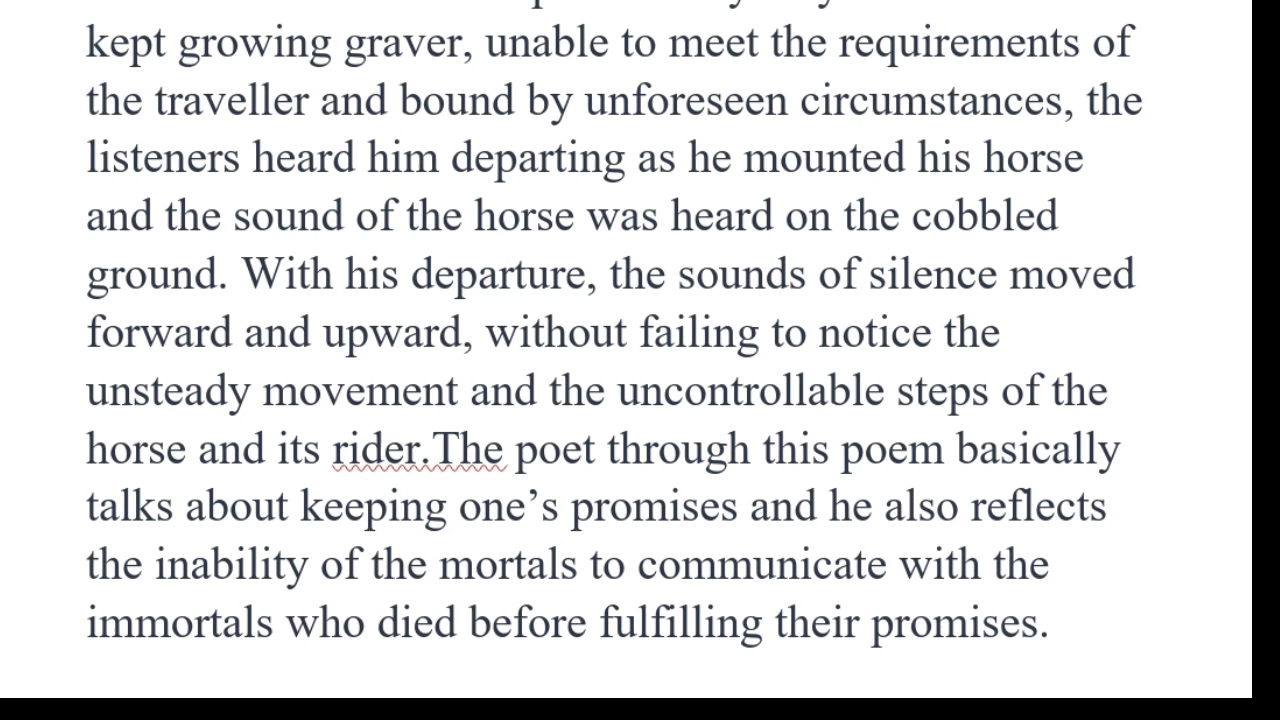 kept growing graver, unable to meet the requirements of
the traveller and bound by unforeseen circumstances, the
listeners heard him departing as he mounted his horse
and the sound of the horse was heard on the cobbled
ground. With his departure, the sounds of silence moved
forward and upward, without failing to notice the
unsteady movement and the uncontrollable steps of the
horse and its rider.The poet through this poem basically
talks about keeping one’s promises and he also reflects
the inability of the mortals to communicate with the
immortals who died before fulfilling their promises.